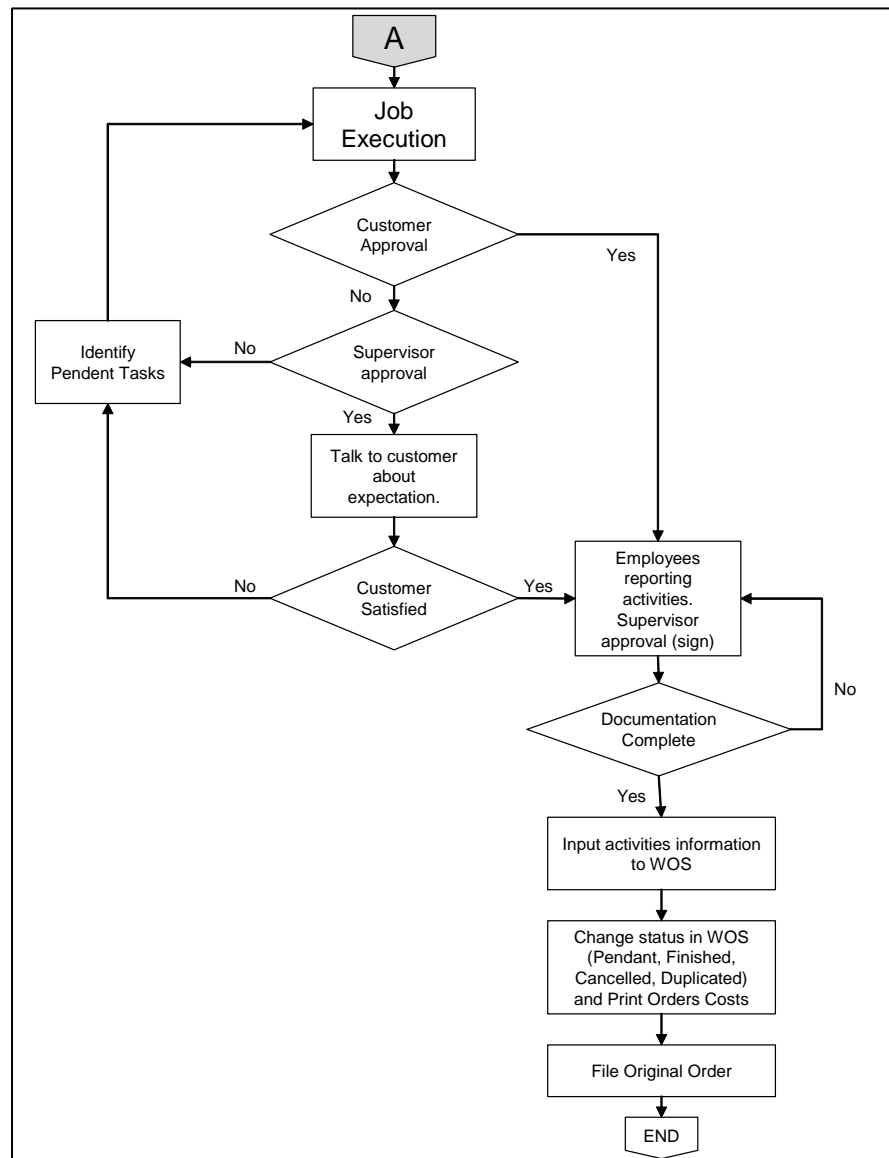 A
Job
Execution
Customer
Approval
Yes
No
Identify
Pendent Tasks
No
Supervisor
approval
Yes
Talk to customer
about
expectation.
No
Customer
Satisfied
Yes
Employees
reporting
activities.
Supervisor
approval (sign)
No
Documentation
Complete
Yes
Input activities information
to WOS
Change status in WOS
(Pendant, Finished,
Cancelled, Duplicated)
and Print Orders Costs
File Original Order
END